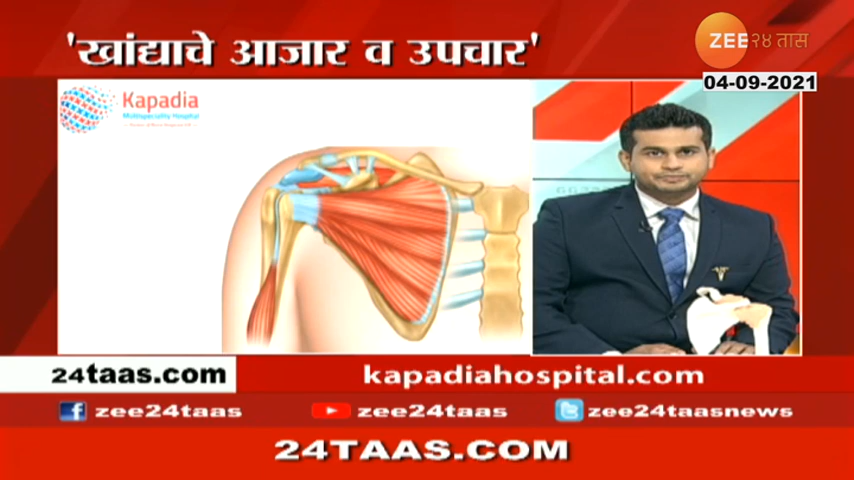 'खांद्याचे आजार व उपचार'
ZEE २४ तास
04-09-2021
Kapadia
Multispeciality Hospital
24taas.com
kapadiahospital.com
zee24taas
zee24taas
zee24taasnews
24TAAS.COM